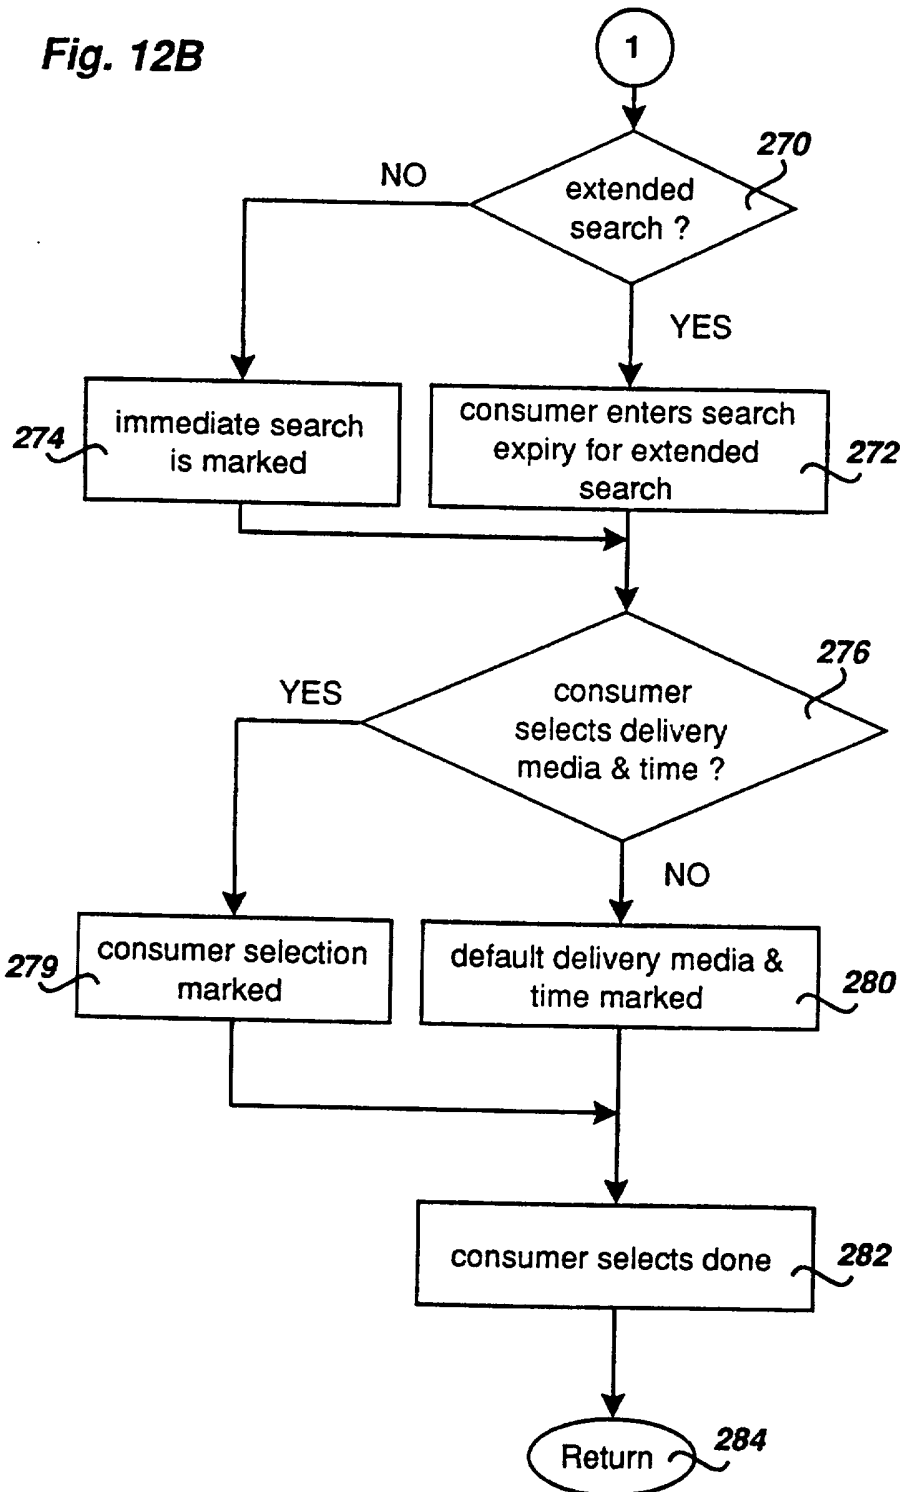 Fig. 12B
1
270
NO
extended
search ?
YES
274
immediate search
is marked
consumer enters search
expiry for extended
search
272
276
YES
consumer
selects delivery
media & time ?
NO
279
consumer selection
marked
default delivery media &
time marked
280
consumer selects done
282
Return
284